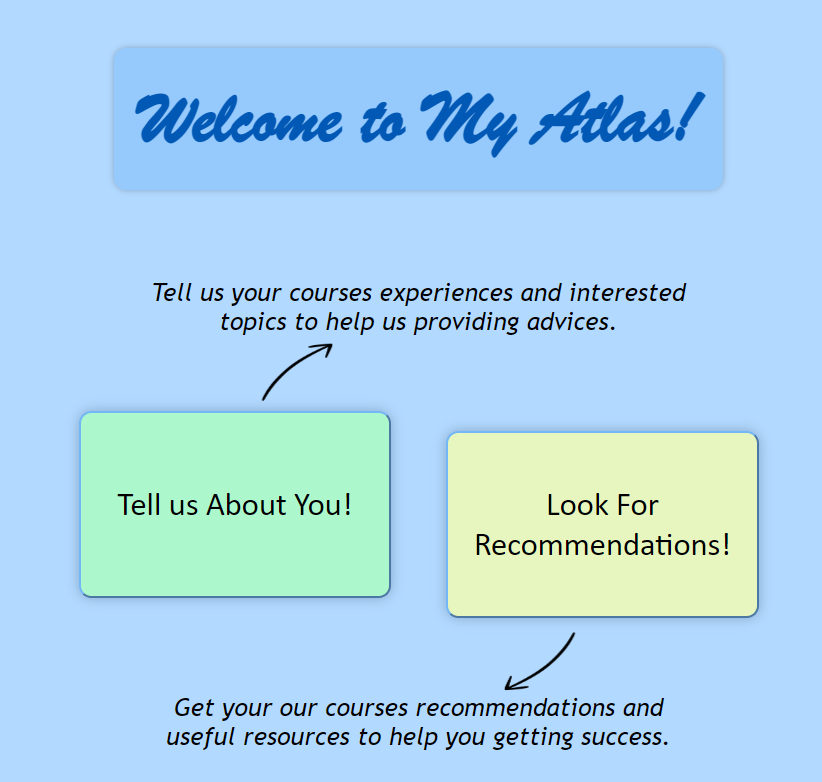 Welcome to My Atlas!
Tell us your courses experiences and interested
topics to help us providing advices.
Tell us About You!
Look For
Recommendations!
Get your our courses recommendations and
useful resources to help you getting success.